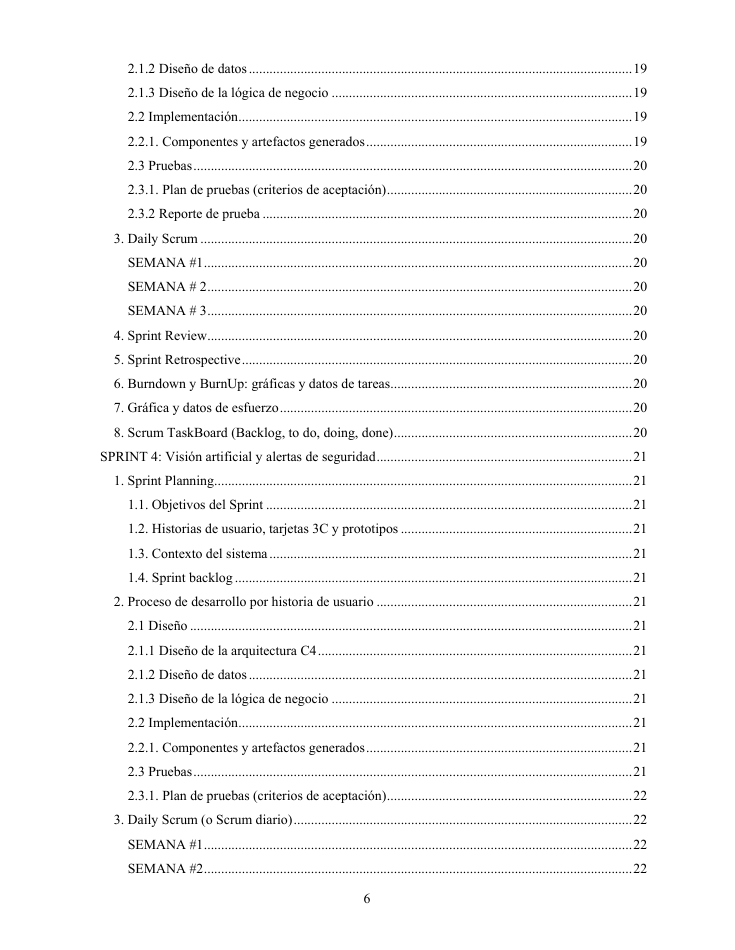 2.1.2 Diseño de datos ........ 19
2.1.3 Diseño de la lógica de negocio ........ 19
2.2 Implementación ........ 19
2.2.1. Componentes y artefactos generados ........ 19
2.3 Pruebas ........ 20
2.3.1. Plan de pruebas (criterios de aceptación) ........ 20
2.3.2 Reporte de prueba ........ 20
3. Daily Scrum ........ 20
SEMANA #1 ........ 20
SEMANA # 2 ........ 20
SEMANA # 3 ........ 20
4. Sprint Review ........ 20
5. Sprint Retrospective ........ 20
6. Burndown y BurnUp: gráficas y datos de tareas ........ 20
7. Gráfica y datos de esfuerzo ........ 20
8. Scrum TaskBoard (Backlog, to do, doing, done) ........ 20
SPRINT 4: Visión artificial y alertas de seguridad ........ 21
1. Sprint Planning ........ 21
1.1. Objetivos del Sprint ........ 21
1.2. Historias de usuario, tarjetas 3C y prototipos ........ 21
1.3. Contexto del sistema ........ 21
1.4. Sprint backlog ........ 21
2. Proceso de desarrollo por historia de usuario ........ 21
2.1 Diseño ........ 21
2.1.1 Diseño de la arquitectura C4 ........ 21
2.1.2 Diseño de datos ........ 21
2.1.3 Diseño de la lógica de negocio ........ 21
2.2 Implementación ........ 21
2.2.1. Componentes y artefactos generados ........ 21
2.3 Pruebas ........ 21
2.3.1. Plan de pruebas (criterios de aceptación) ........ 22
3. Daily Scrum (o Scrum diario) ........ 22
SEMANA #1 ........ 22
SEMANA #2 ........ 22
6